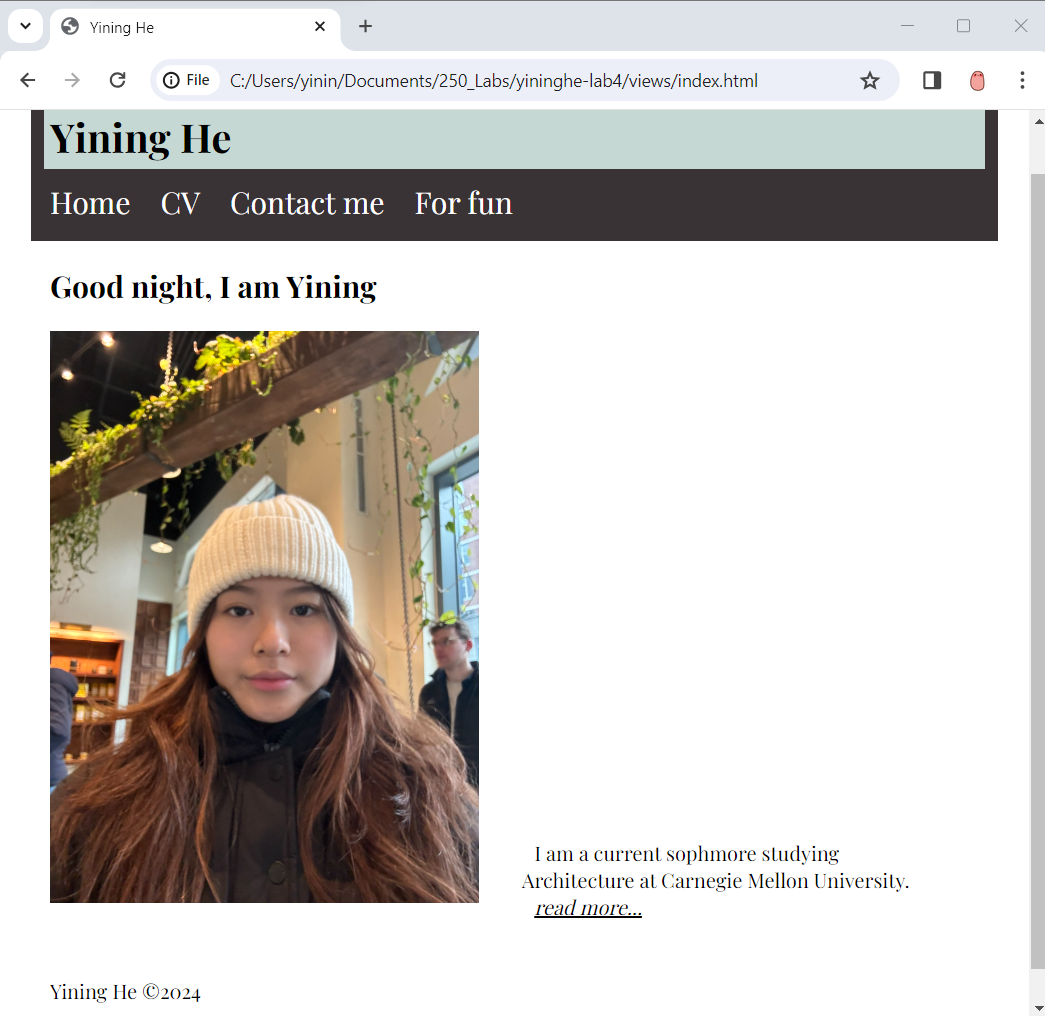 Yining He
File C:/Users/yinin/Documents/250_Labs/yininghe-lab4/views/index.html
Yining He
Home CV Contact me For fun
Good night, I am Yining
I am a current sophmore studying
Architecture at Carnegie Mellon University.
read more...
Yining He ©2024